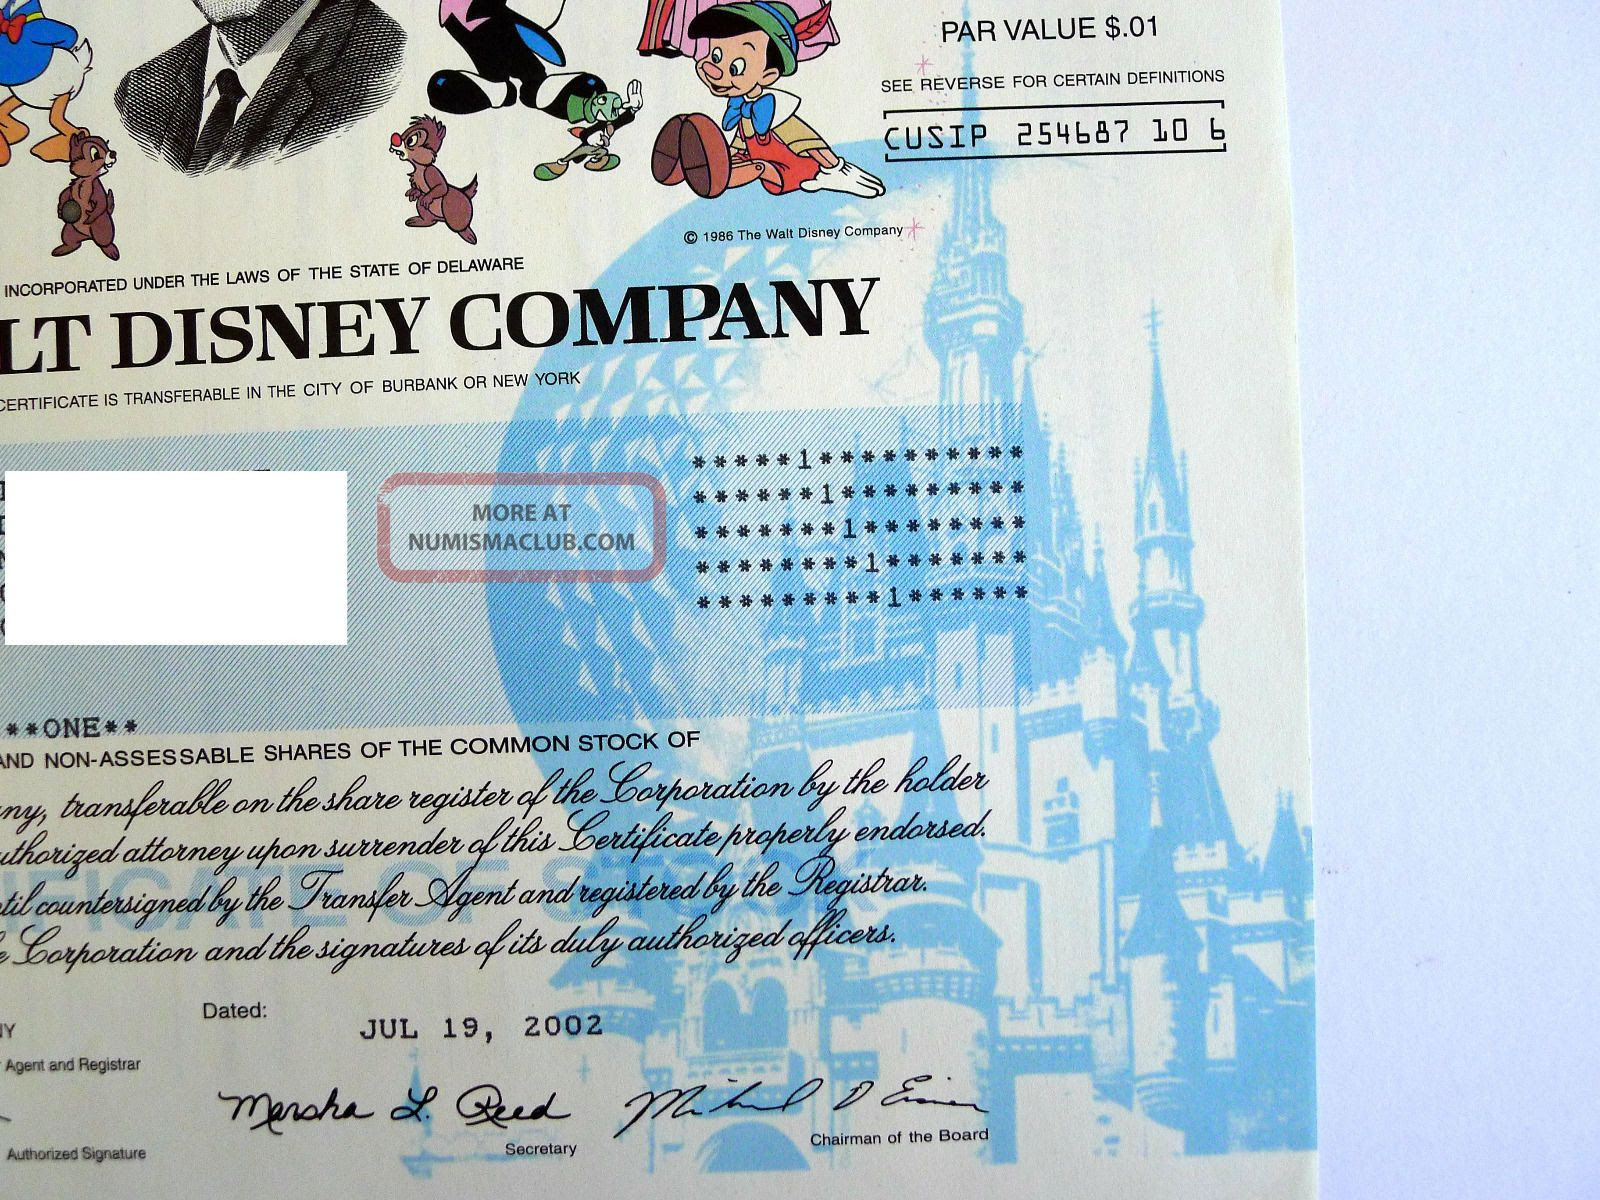 PAR VALUE $.01
SEE REVERSE FOR CERTAIN DEFINITIONS
CUSIP 254687 10 6
© 1986 The Walt Disney Company
INCORPORATED UNDER THE LAWS OF THE STATE OF DELAWARE
LT DISNEY COMPANY
CERTIFICATE IS TRANSFERABLE IN THE CITY OF BURBANK OR NEW YORK
*****1**********
******1*********
*******1********
********1*******
*********1******
MORE AT
NUMISMACLUB.COM
**ONE**
AND NON-ASSESSABLE SHARES OF THE COMMON STOCK OF
ny, transferable on the share register of the Corporation by the holder
uthorized attorney upon surrender of this Certificate properly endorsed.
til countersigned by the Transfer Agent and registered by the Registrar.
e Corporation and the signatures of its duly authorized officers.
Dated:
JUL 19, 2002
NY
Agent and Registrar
Marsha L. Reed
Michael D Eisner
Authorized Signature
Secretary
Chairman of the Board